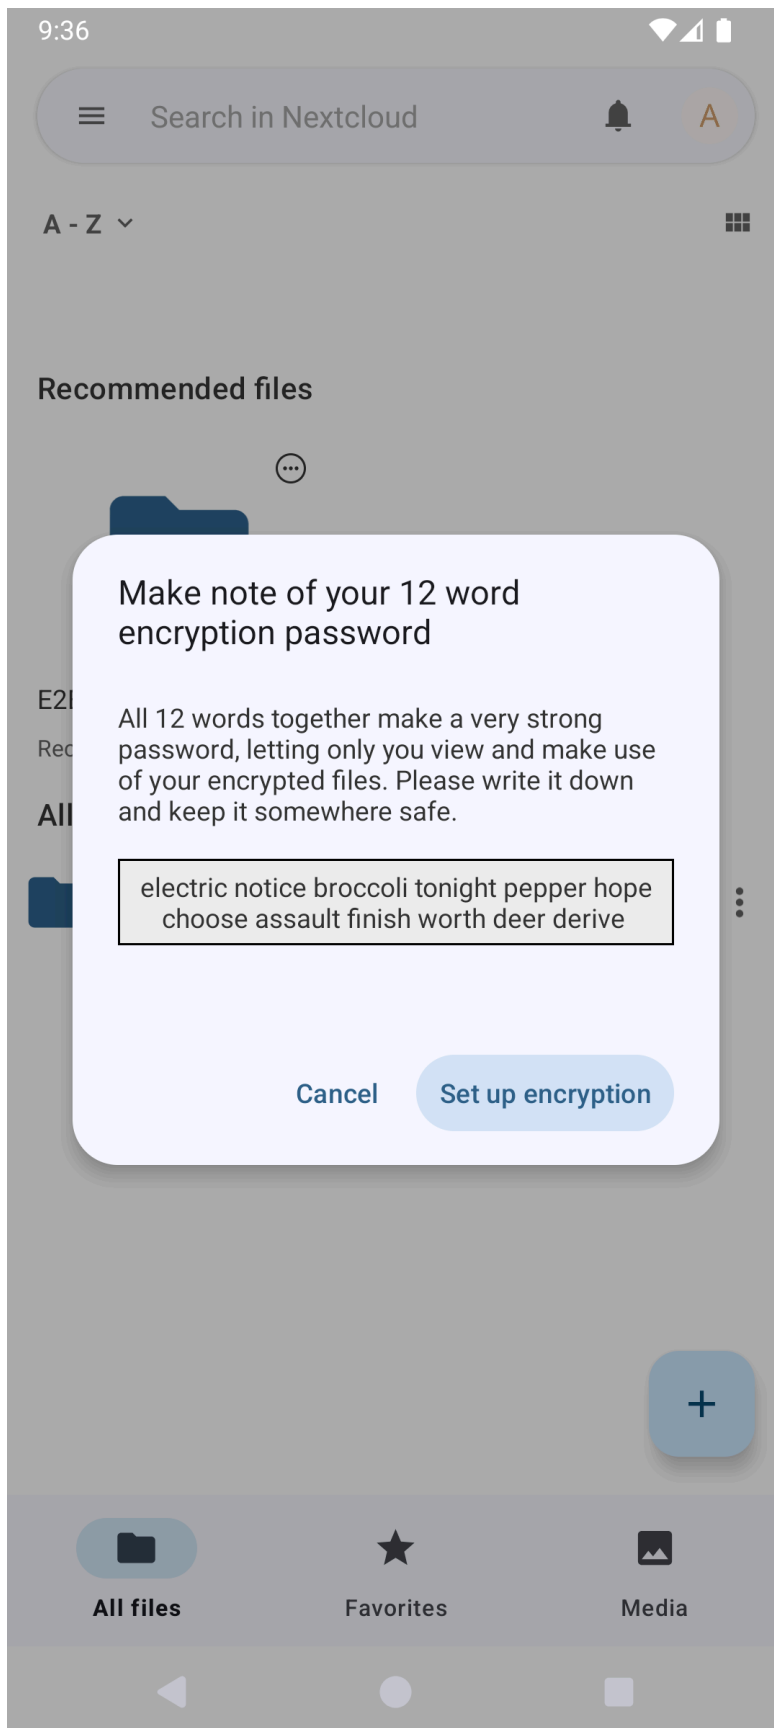 9:36
Search in Nextcloud
A
A - Z
Recommended files
Make note of your 12 word
encryption password
All 12 words together make a very strong
password, letting only you view and make use
of your encrypted files. Please write it down
and keep it somewhere safe.
electric notice broccoli tonight pepper hope
choose assault finish worth deer derive
Cancel
Set up encryption
All
All files
Favorites
Media